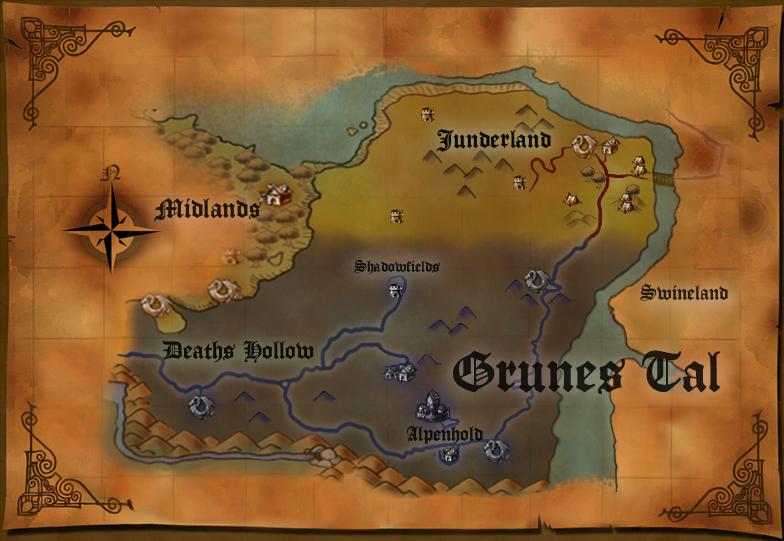 Junderland
N
Midlands
Shadowfields
Swineland
Deaths Hollow
Grunes Tal
Alpenhold